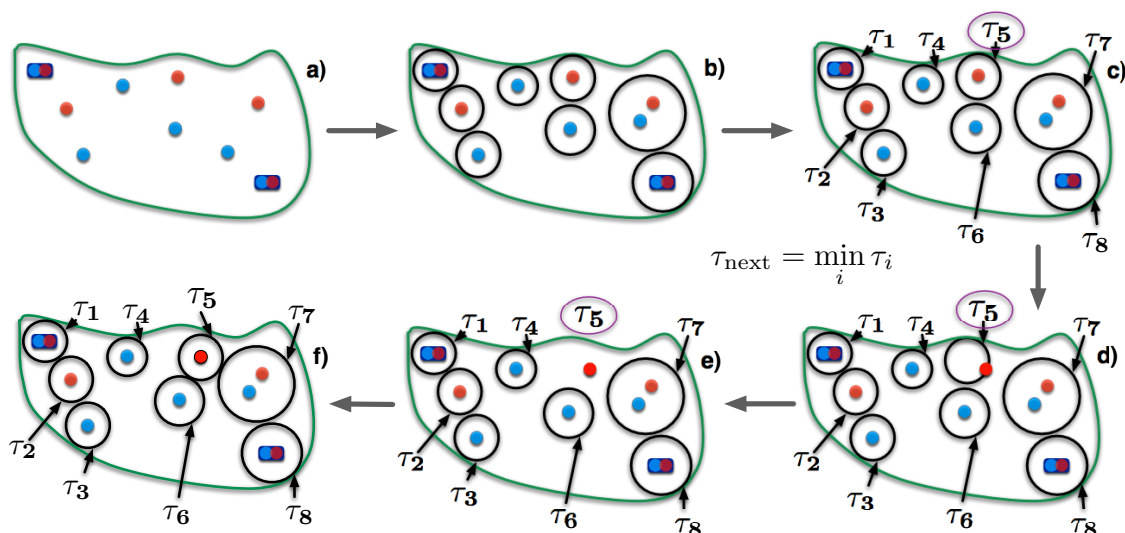 a)
b)
τ1 τ4 τ5 τ7
c)
τ2
τ3 τ6 τ8
τnext = min τi
i
τ1 τ4 τ5 τ7
f)
τ2
τ3 τ6 τ8
τ1 τ4 τ5 τ7
e)
τ2
τ3 τ6 τ8
τ1 τ4 τ5 τ7
d)
τ2
τ3 τ6 τ8